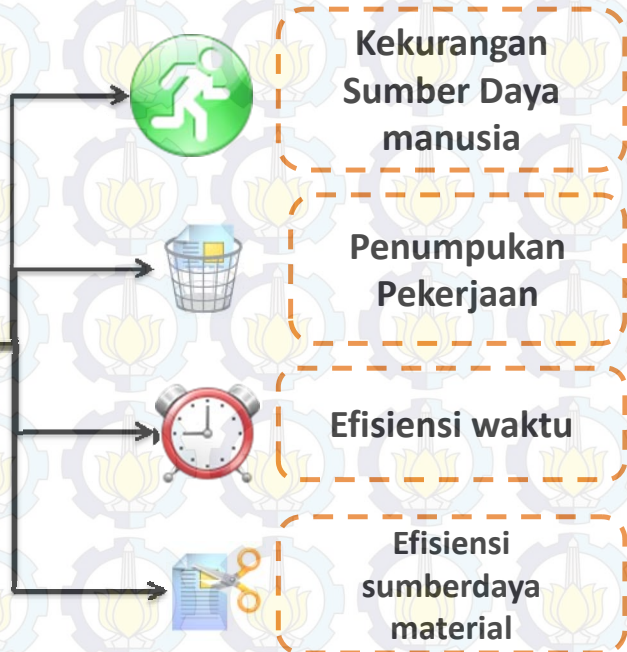 Kekurangan
Sumber Daya
manusia
Penumpukan
Pekerjaan
Efisiensi waktu
Efisiensi
sumberdaya
material